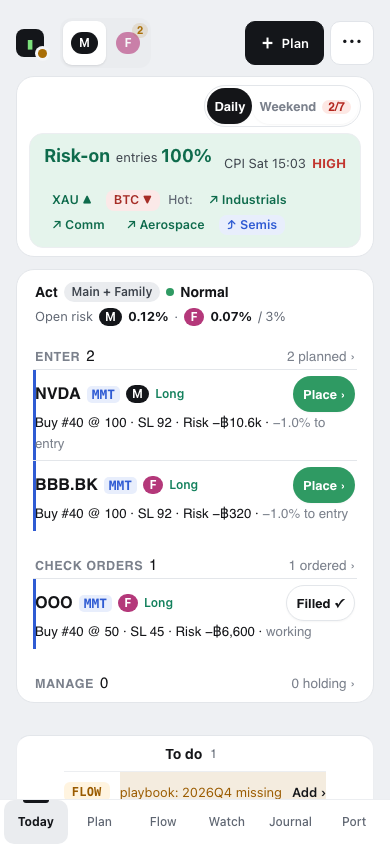 M F 2 + Plan ···
Daily Weekend 2/7
Risk-on entries 100% CPI Sat 15:03 HIGH
XAU ▲ BTC ▼ Hot: ↗ Industrials
↗ Comm ↗ Aerospace ↑ Semis
Act Main + Family Normal
Open risk M 0.12% · F 0.07% / 3%
ENTER 2 2 planned ›
NVDA MMT M Long Place ›
Buy #40 @ 100 · SL 92 · Risk −฿10.6k · −1.0% to
entry
BBB.BK MMT F Long Place ›
Buy #40 @ 100 · SL 92 · Risk −฿320 · −1.0% to entry
CHECK ORDERS 1 1 ordered ›
OOO MMT F Long Filled ✓
Buy #40 @ 50 · SL 45 · Risk −฿6,600 · working
MANAGE 0 0 holding ›
To do 1
FLOW playbook: 2026Q4 missing Add ›
Today Plan Flow Watch Journal Port